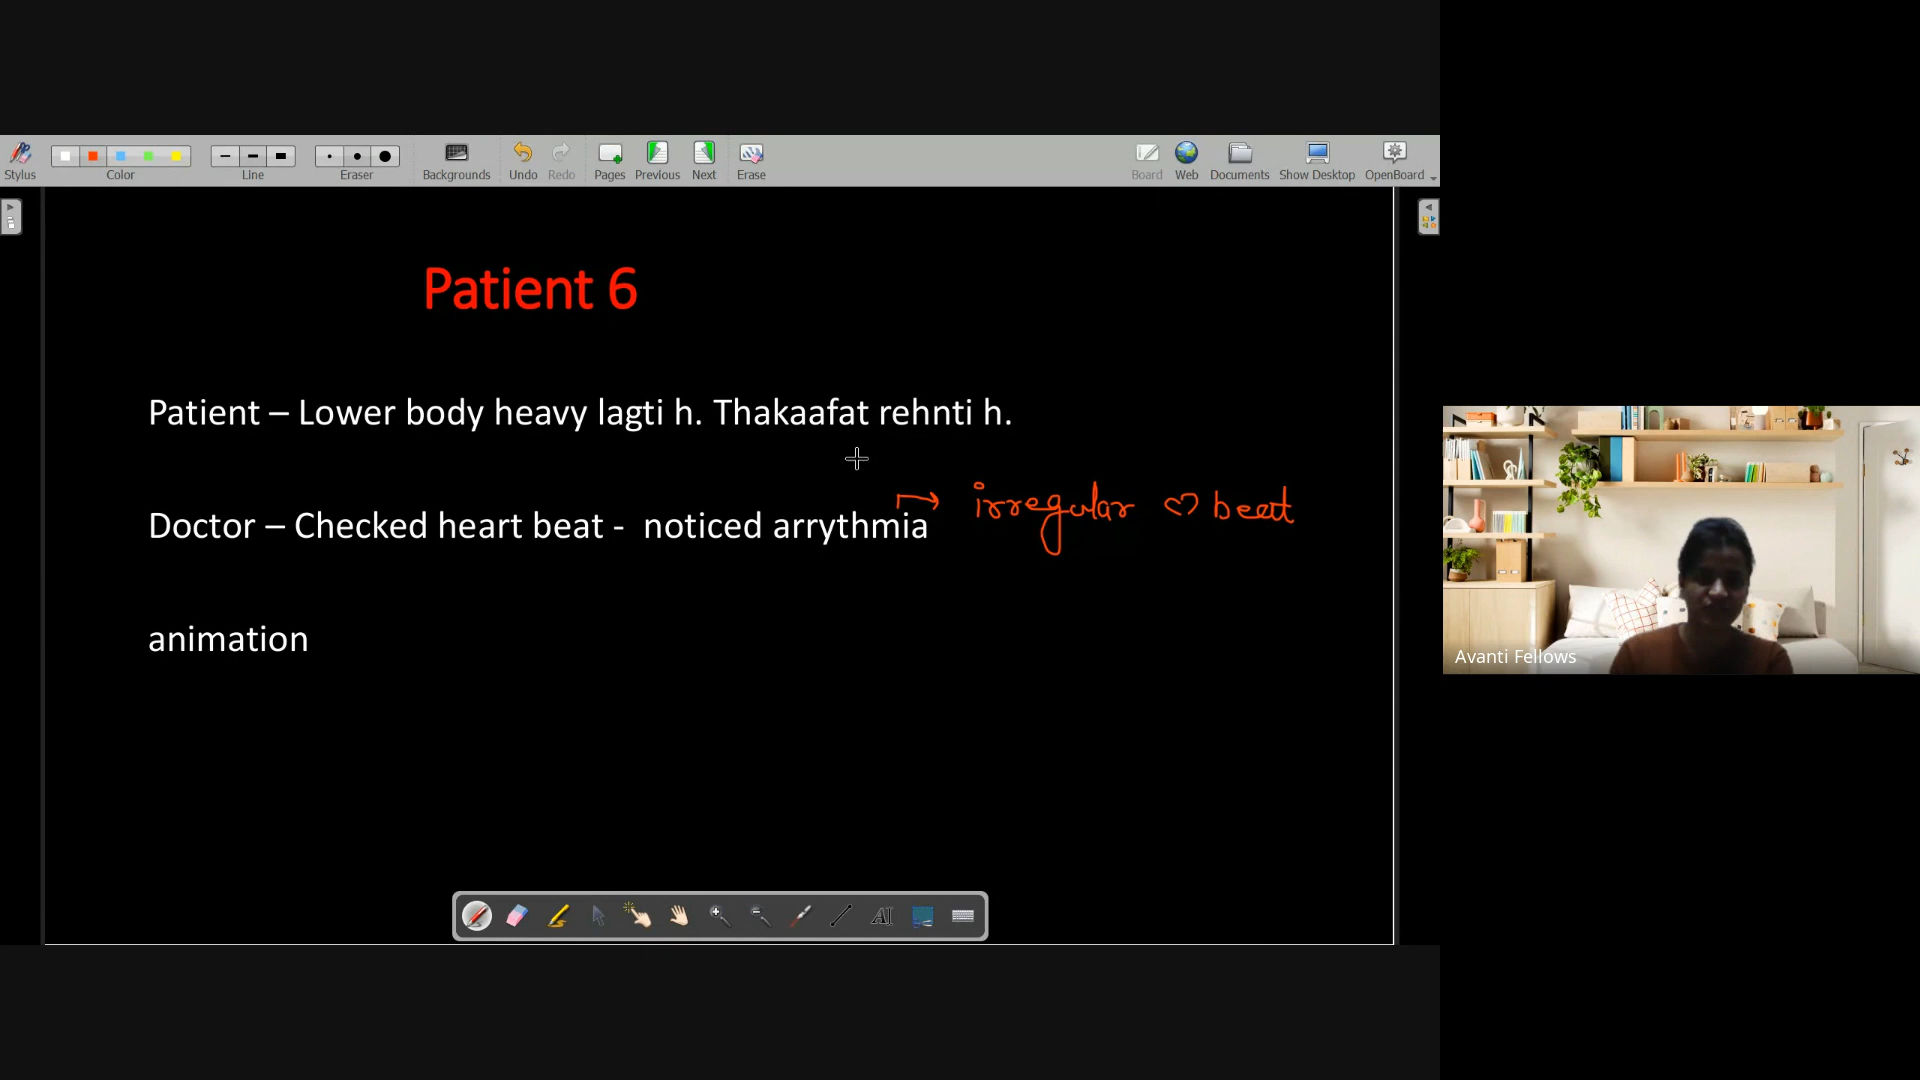 Stylus
Color
Line
Eraser
Backgrounds
Undo
Redo
Pages
Previous
Next
Erase
Board
Web
Documents
Show Desktop
OpenBoard
Patient 6
Patient – Lower body heavy lagti h. Thakaafat rehnti h.
irregular ♡ beat
Doctor – Checked heart beat - noticed arrythmia
animation
AI
Avanti Fellows